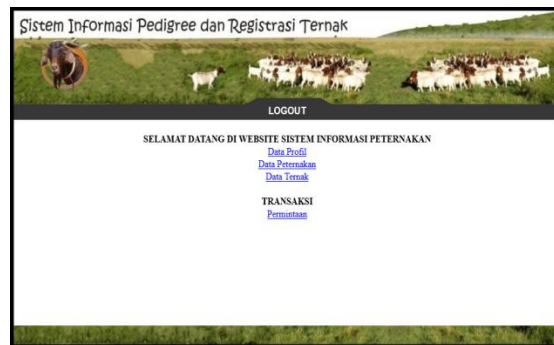 Sistem Informasi Pedigree dan Registrasi Ternak
LOGOUT
SELAMAT DATANG DI WEBSITE SISTEM INFORMASI PETERNAKAN
Data Profil
Data Peternakan
Data Ternak
TRANSAKSI
Permintaan